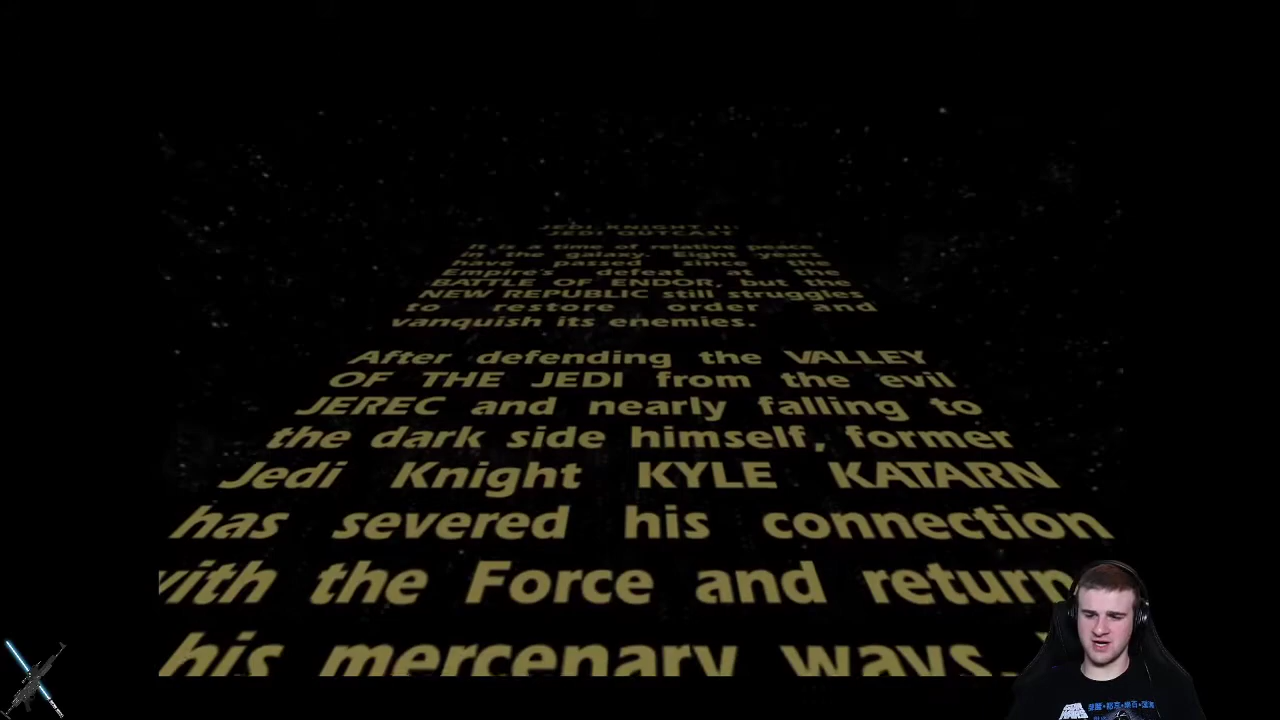 JEDI KNIGHT II:
JEDI OUTCAST
It is a time of relative peace
in the galaxy. Eight years
have passed since the
Empire's defeat at the
BATTLE OF ENDOR, but the
NEW REPUBLIC still struggles
to restore order and
vanquish its enemies.
After defending the VALLEY
OF THE JEDI from the evil
JEREC and nearly falling to
the dark side himself, former
Jedi Knight KYLE KATARN
has severed his connection
with the Force and return
his mercenary ways.